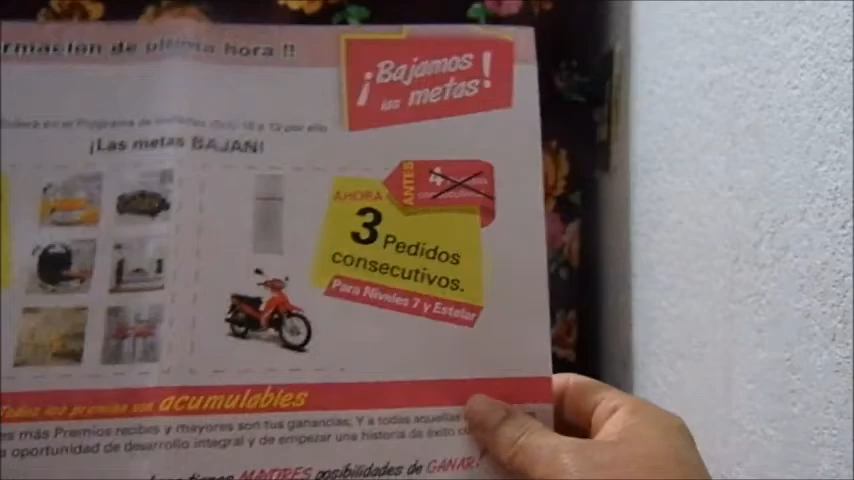 rmación de última hora !!
¡Bajamos
las metas!
¡Las metas BAJAN!
ANTES
4
AHORA
3 Pedidos
consecutivos.
Para Niveles 7 y Estelar
Todos los premios son acumulables
más Premios recibes y mayores son tus ganancias, Y a todas aquellas
oportunidad de desarrollo integral y de empezar una historia de éxito
tienen MAYORES posibilidades de GANAR!